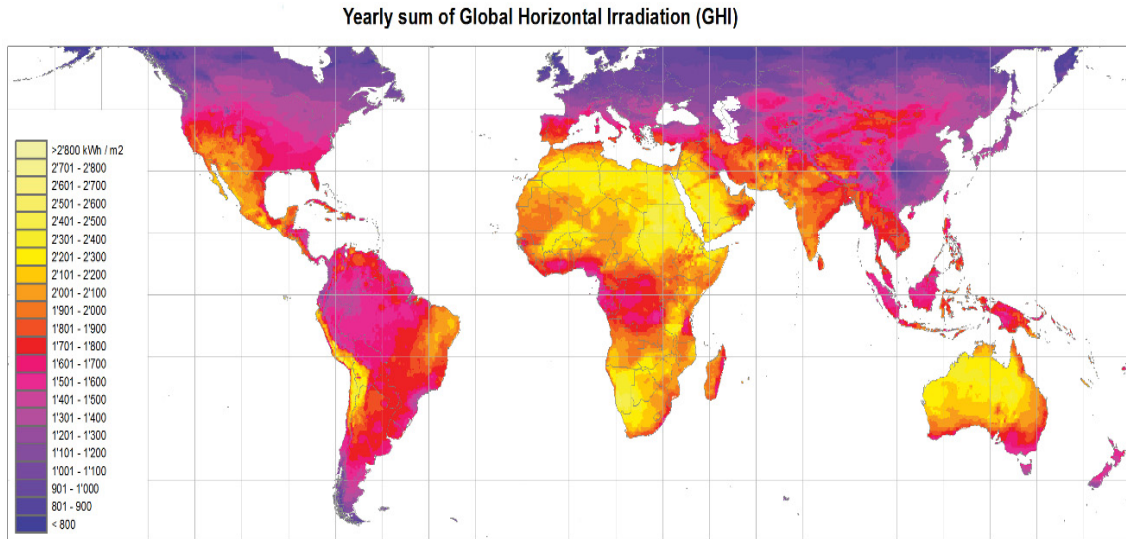 Yearly sum of Global Horizontal Irradiation (GHI)
>2'800 kWh / m2
2'701 - 2'800
2'601 - 2'700
2'501 - 2'600
2'401 - 2'500
2'301 - 2'400
2'201 - 2'300
2'101 - 2'200
2'001 - 2'100
1'901 - 2'000
1'801 - 1'900
1'701 - 1'800
1'601 - 1'700
1'501 - 1'600
1'401 - 1'500
1'301 - 1'400
1'201 - 1'300
1'101 - 1'200
1'001 - 1'100
901 - 1'000
801 - 900
< 800